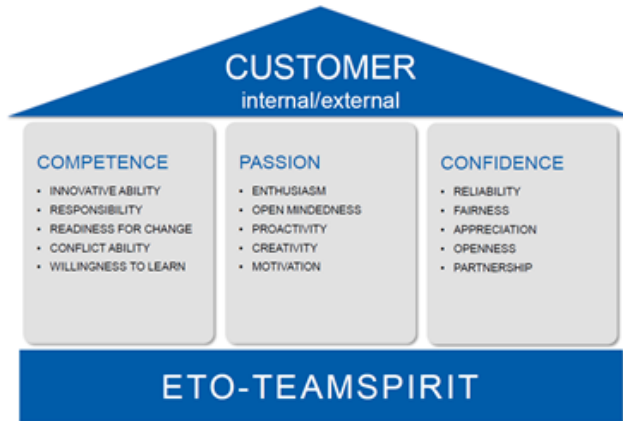 CUSTOMER
internal/external
COMPETENCE
• INNOVATIVE ABILITY
• RESPONSIBILITY
• READINESS FOR CHANGE
• CONFLICT ABILITY
• WILLINGNESS TO LEARN
PASSION
• ENTHUSIASM
• OPEN MINDEDNESS
• PROACTIVITY
• CREATIVITY
• MOTIVATION
CONFIDENCE
• RELIABILITY
• FAIRNESS
• APPRECIATION
• OPENNESS
• PARTNERSHIP
ETO-TEAMSPIRIT